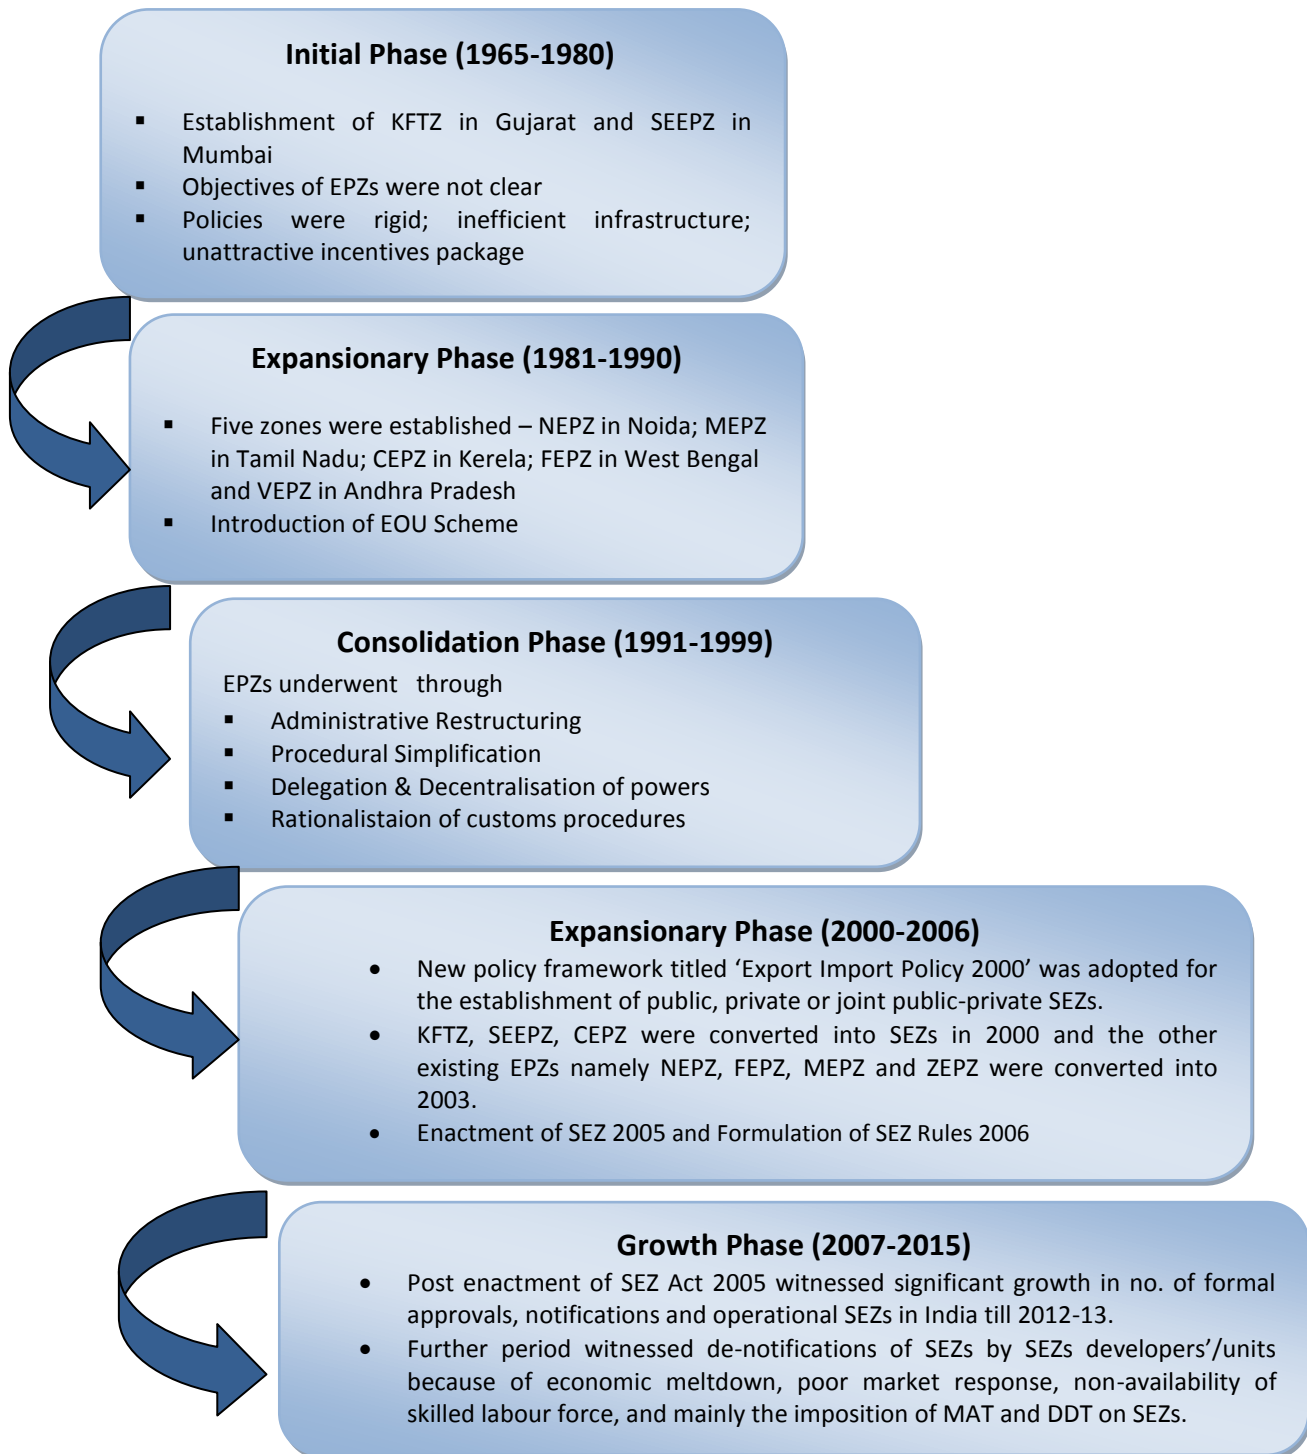 Initial Phase (1965-1980)
▪ Establishment of KFTZ in Gujarat and SEEPZ in
Mumbai
▪ Objectives of EPZs were not clear
▪ Policies were rigid; inefficient infrastructure;
unattractive incentives package
Expansionary Phase (1981-1990)
▪ Five zones were established – NEPZ in Noida; MEPZ
in Tamil Nadu; CEPZ in Kerela; FEPZ in West Bengal
and VEPZ in Andhra Pradesh
▪ Introduction of EOU Scheme
Consolidation Phase (1991-1999)
EPZs underwent through
▪ Administrative Restructuring
▪ Procedural Simplification
▪ Delegation & Decentralisation of powers
▪ Rationalistaion of customs procedures
Expansionary Phase (2000-2006)
• New policy framework titled ‘Export Import Policy 2000’ was adopted for
the establishment of public, private or joint public-private SEZs.
• KFTZ, SEEPZ, CEPZ were converted into SEZs in 2000 and the other
existing EPZs namely NEPZ, FEPZ, MEPZ and ZEPZ were converted into
2003.
• Enactment of SEZ 2005 and Formulation of SEZ Rules 2006
Growth Phase (2007-2015)
• Post enactment of SEZ Act 2005 witnessed significant growth in no. of formal
approvals, notifications and operational SEZs in India till 2012-13.
• Further period witnessed de-notifications of SEZs by SEZs developers’/units
because of economic meltdown, poor market response, non-availability of
skilled labour force, and mainly the imposition of MAT and DDT on SEZs.